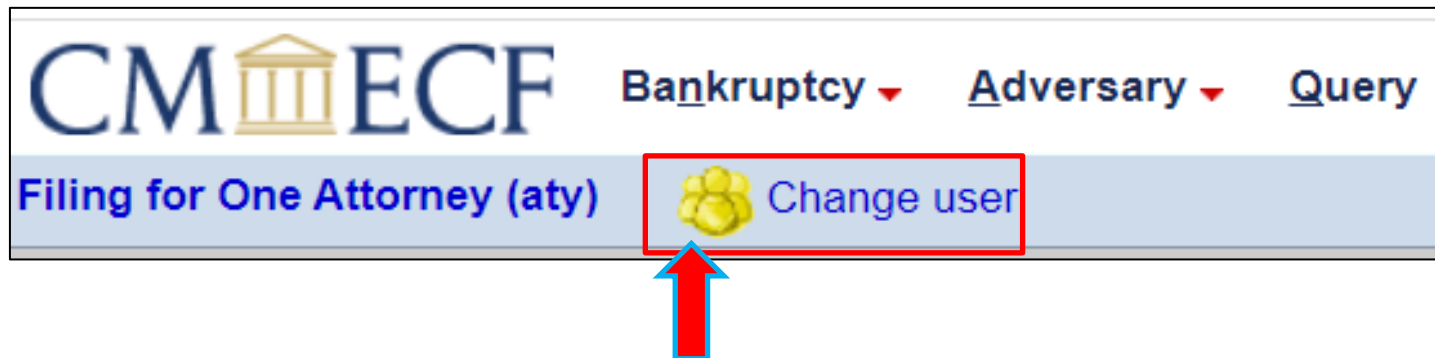 CM ECF Bankruptcy Adversary Query
Filing for One Attorney (aty) Change user